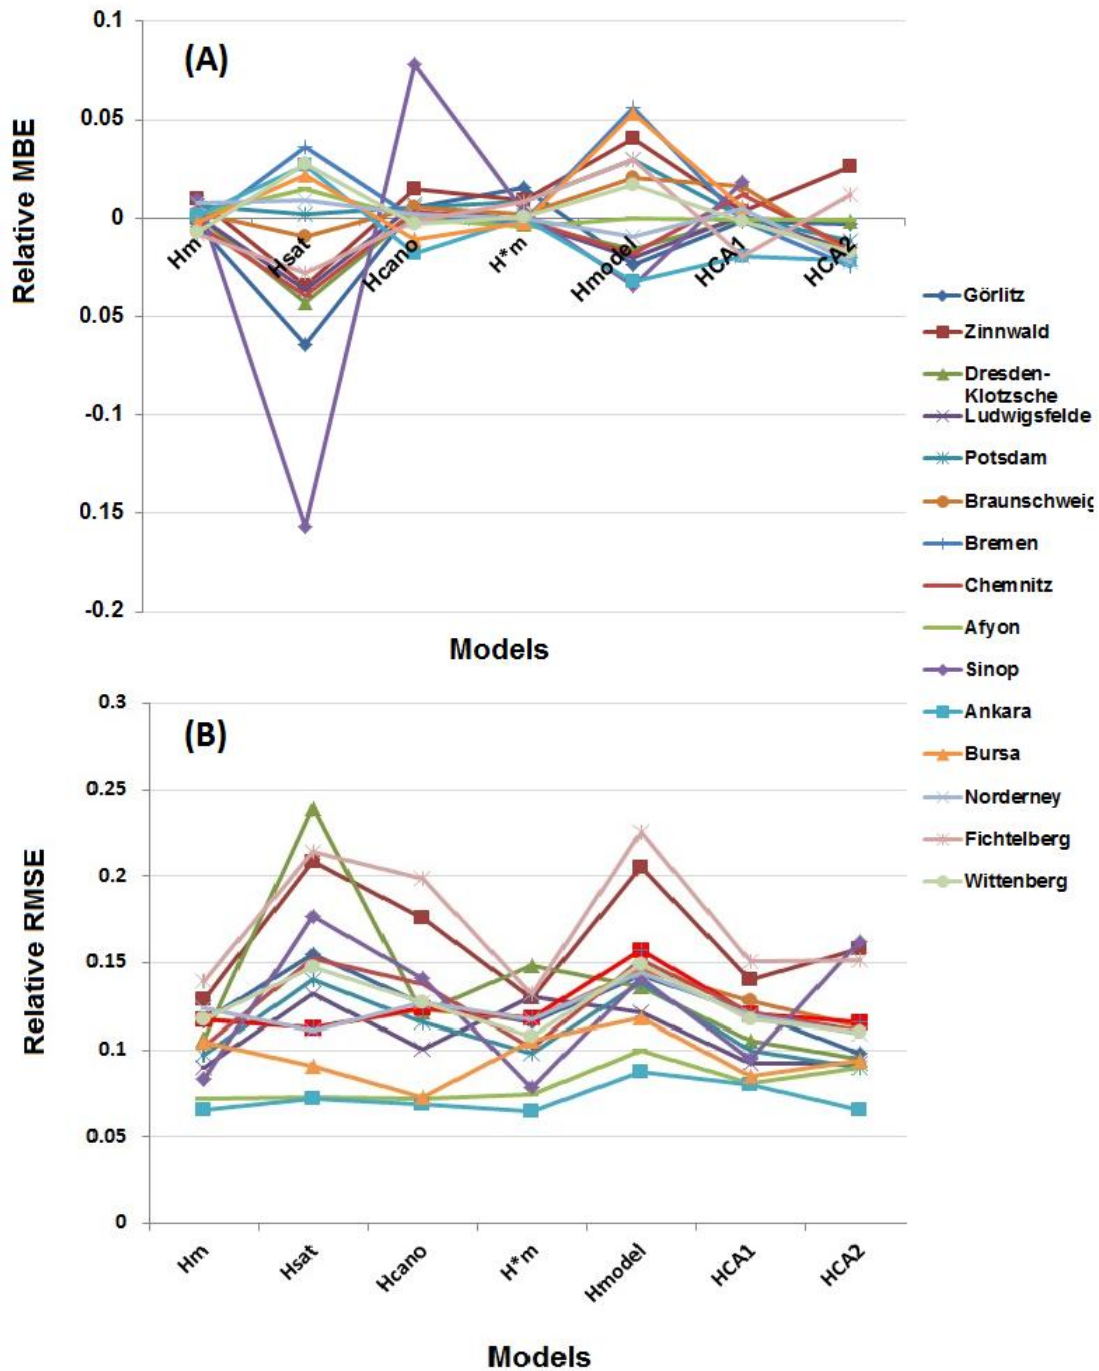 0.1
(A)
0.05
0
0.05
-0.1
0.15
-0.2
Relative MBE
Hm
Hsat
Hcano
H*m
Hmodel
HCA1
HCA2
Models
Görlitz
Zinnwald
Dresden-
Klotzsche
Ludwigsfelde
Potsdam
Braunschweig
Bremen
Chemnitz
Afyon
Sinop
Ankara
Bursa
Norderney
Fichtelberg
Wittenberg
0.3
(B)
0.25
0.2
0.15
0.1
0.05
0
Relative RMSE
Hm
Hsat
Hcano
H*m
Hmodel
HCA1
HCA2
Models